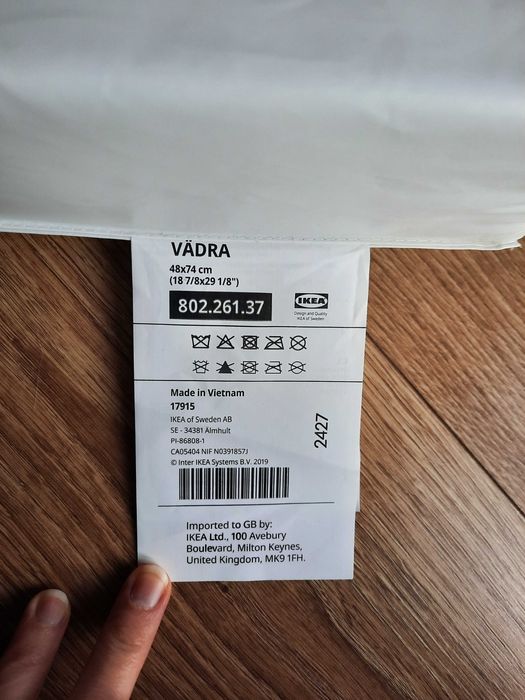 VÄDRA
48x74 cm
(18 7/8x29 1/8")
802.261.37
IKEA
Design and Quality
IKEA of Sweden
Made in Vietnam
17915
IKEA of Sweden AB
SE - 34381 Älmhult
PI-86808-1
CA05404 NIF N0391857J
© Inter IKEA Systems B.V. 2019
2427
Imported to GB by:
IKEA Ltd., 100 Avebury
Boulevard, Milton Keynes,
United Kingdom, MK9 1FH.